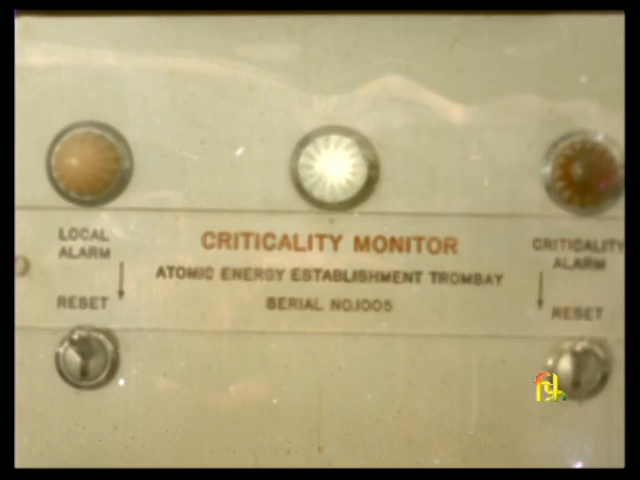 LOCAL
ALARM
RESET
CRITICALITY MONITOR
ATOMIC ENERGY ESTABLISHMENT TROMBAY
SERIAL NO.1005
CRITICALITY
ALARM
RESET